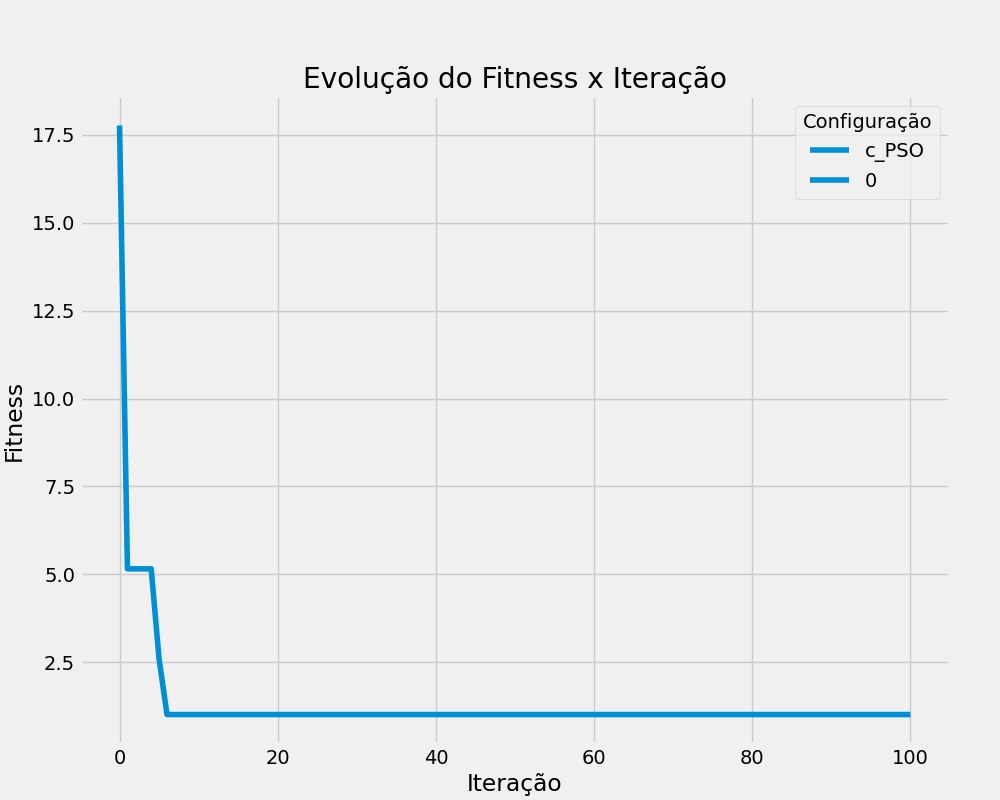 Evolução do Fitness x Iteração
Configuração
c_PSO
0
17.5
15.0
12.5
10.0
7.5
5.0
2.5
Fitness
0 20 40 60 80 100
Iteração